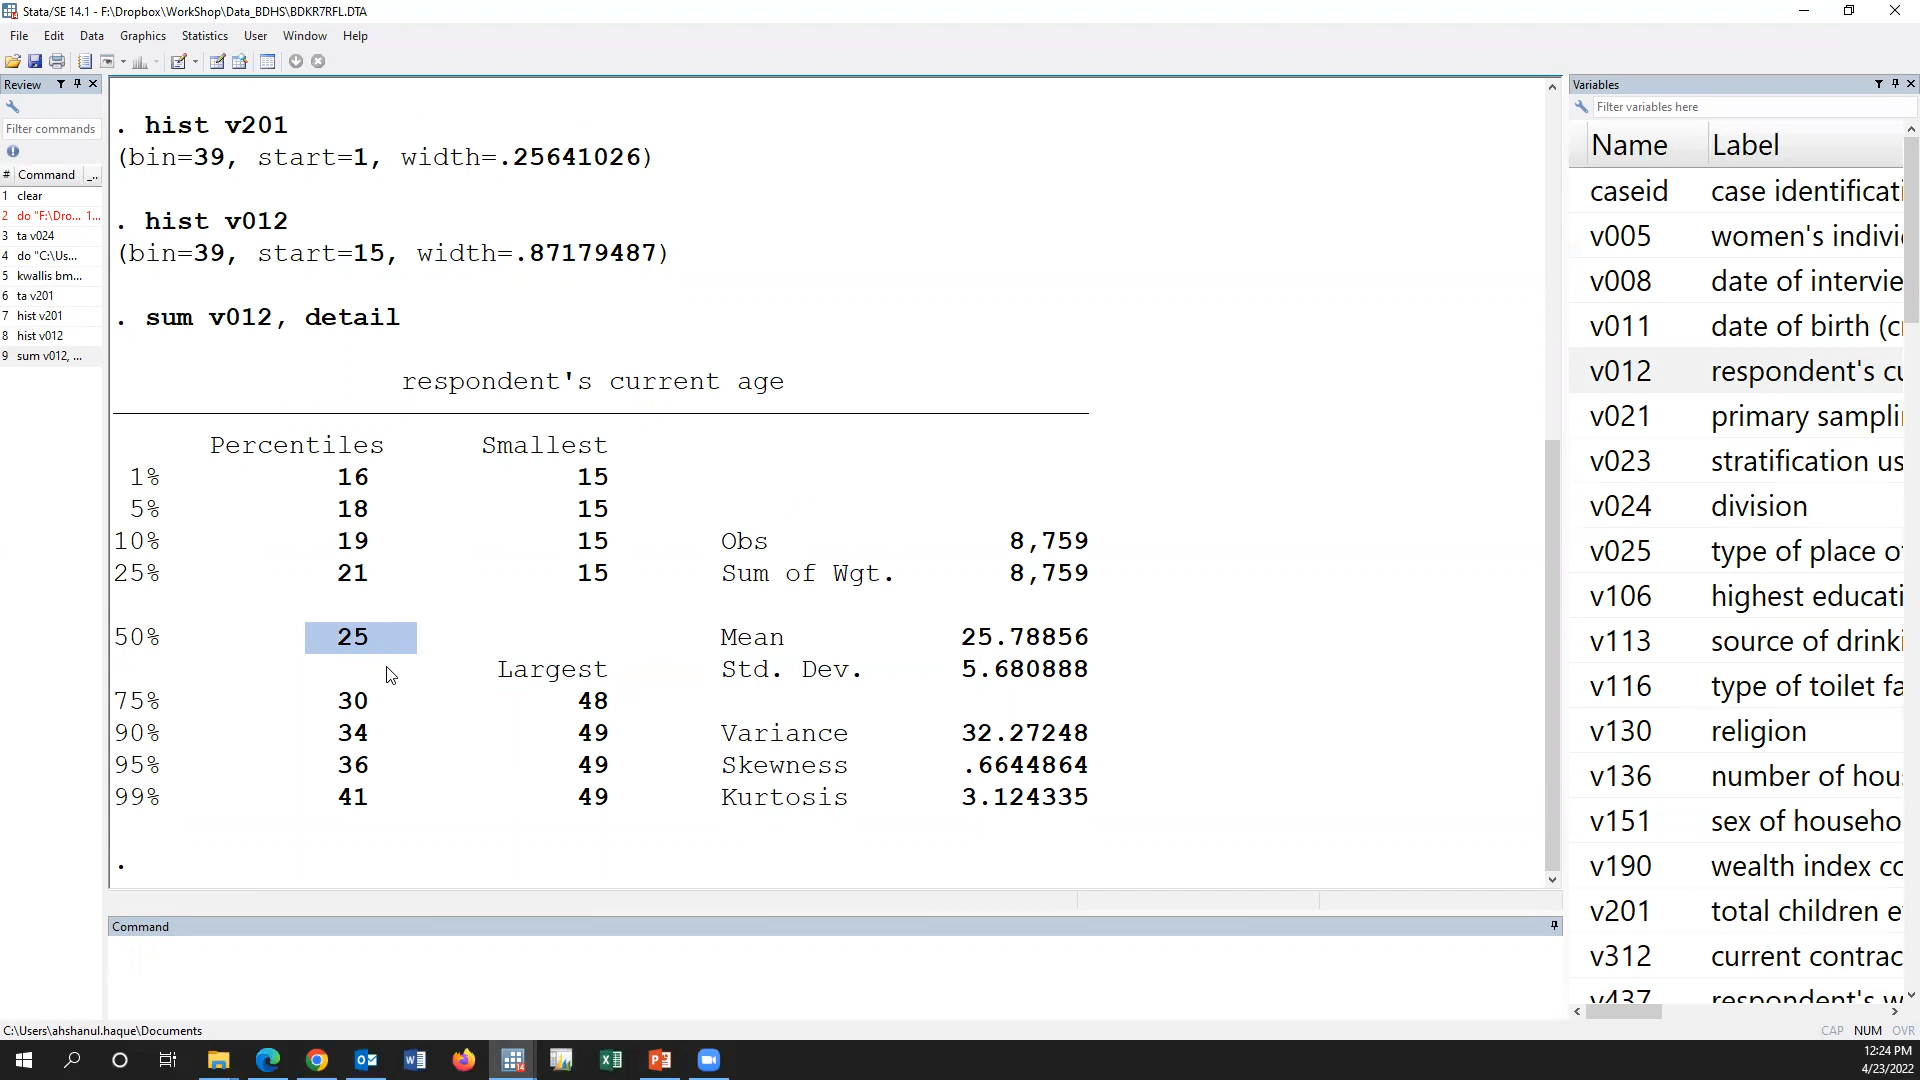 Stata/SE 14.1 - F:\Dropbox\WorkShop\Data_BDHS\BDKR7RFL.DTA
File Edit Data Graphics Statistics User Window Help
Review
Filter commands
# Command _..
1 clear
2 do "F:\Dro... 1...
3 ta v024
4 do "C:\Us...
5 kwallis bm...
6 ta v201
7 hist v201
8 hist v012
9 sum v012, ...
. hist v201
(bin=39, start=1, width=.25641026)
. hist v012
(bin=39, start=15, width=.87179487)
. sum v012, detail
respondent's current age
Percentiles Smallest
1% 16 15
5% 18 15
10% 19 15 Obs 8,759
25% 21 15 Sum of Wgt. 8,759
50% 25 Mean 25.78856
Largest Std. Dev. 5.680888
75% 30 48
90% 34 49 Variance 32.27248
95% 36 49 Skewness .6644864
99% 41 49 Kurtosis 3.124335
.
Command
Variables
Filter variables here
Name Label
caseid case identificati
v005 women's indivi
v008 date of intervie
v011 date of birth (c
v012 respondent's cu
v021 primary sampli
v023 stratification us
v024 division
v025 type of place o
v106 highest educati
v113 source of drinki
v116 type of toilet fa
v130 religion
v136 number of hou
v151 sex of househo
v190 wealth index co
v201 total children e
v312 current contrac
v437 respondent's w
C:\Users\ahshanul.haque\Documents
CAP NUM OVR
12:24 PM
4/23/2022